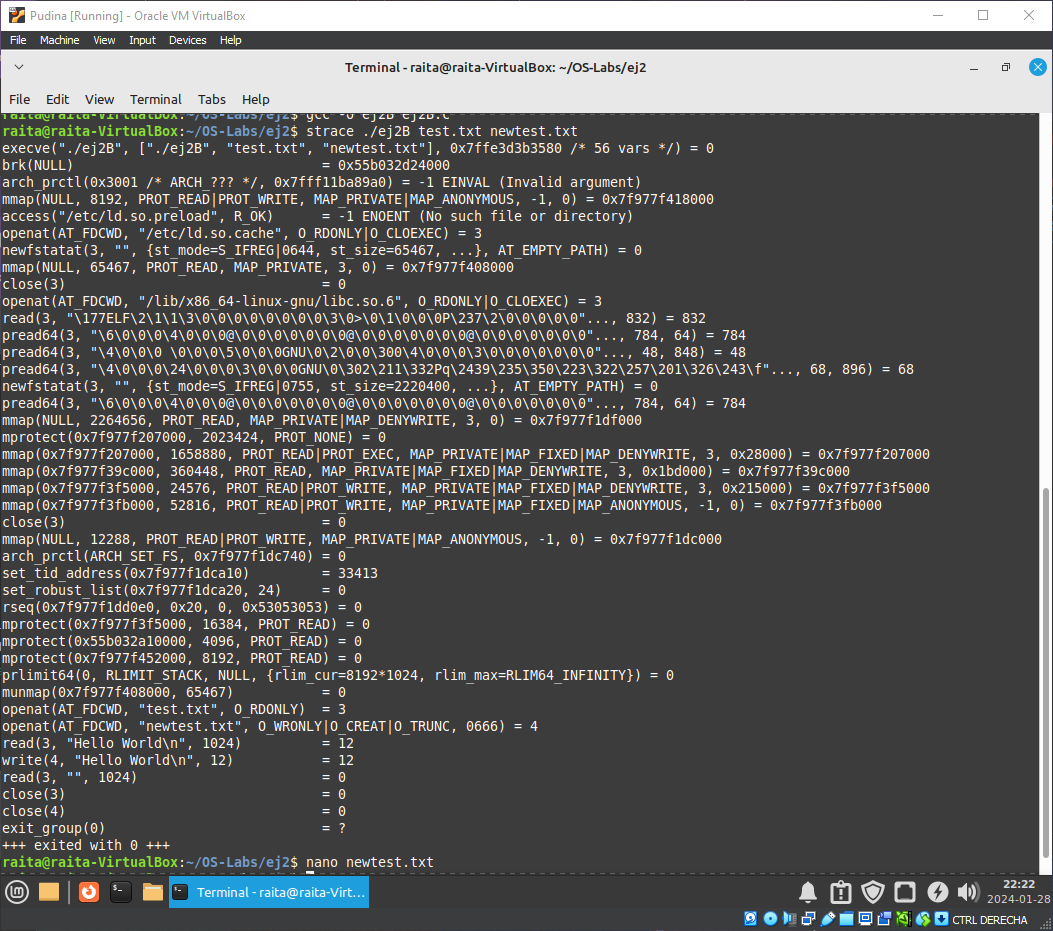 Pudina [Running] - Oracle VM VirtualBox
File Machine View Input Devices Help
Terminal - raita@raita-VirtualBox: ~/OS-Labs/ej2
File Edit View Terminal Tabs Help
raita@raita-VirtualBox:~/OS-Labs/ej2$ gcc -o ej2B ej2B.c
raita@raita-VirtualBox:~/OS-Labs/ej2$ strace ./ej2B test.txt newtest.txt
execve("./ej2B", ["./ej2B", "test.txt", "newtest.txt"], 0x7ffe3d3b3580 /* 56 vars */) = 0
brk(NULL) = 0x55b032d24000
arch_prctl(0x3001 /* ARCH_??? */, 0x7fff11ba89a0) = -1 EINVAL (Invalid argument)
mmap(NULL, 8192, PROT_READ|PROT_WRITE, MAP_PRIVATE|MAP_ANONYMOUS, -1, 0) = 0x7f977f418000
access("/etc/ld.so.preload", R_OK) = -1 ENOENT (No such file or directory)
openat(AT_FDCWD, "/etc/ld.so.cache", O_RDONLY|O_CLOEXEC) = 3
newfstatat(3, "", {st_mode=S_IFREG|0644, st_size=65467, ...}, AT_EMPTY_PATH) = 0
mmap(NULL, 65467, PROT_READ, MAP_PRIVATE, 3, 0) = 0x7f977f408000
close(3) = 0
openat(AT_FDCWD, "/lib/x86_64-linux-gnu/libc.so.6", O_RDONLY|O_CLOEXEC) = 3
read(3, "\177ELF\2\1\1\3\0\0\0\0\0\0\0\0\3\0>\0\1\0\0\0P\237\2\0\0\0\0\0"..., 832) = 832
pread64(3, "\6\0\0\0\4\0\0\0@\0\0\0\0\0\0\0@\0\0\0\0\0\0\0@\0\0\0\0\0\0\0"..., 784, 64) = 784
pread64(3, "\4\0\0\0 \0\0\0\5\0\0\0GNU\0\2\0\0\300\4\0\0\0\3\0\0\0\0\0\0\0"..., 48, 848) = 48
pread64(3, "\4\0\0\0\24\0\0\0\3\0\0\0GNU\0\302\211\332Pq\2439\235\350\223\322\257\201\326\243\f"..., 68, 896) = 68
newfstatat(3, "", {st_mode=S_IFREG|0755, st_size=2220400, ...}, AT_EMPTY_PATH) = 0
pread64(3, "\6\0\0\0\4\0\0\0@\0\0\0\0\0\0\0@\0\0\0\0\0\0\0@\0\0\0\0\0\0\0"..., 784, 64) = 784
mmap(NULL, 2264656, PROT_READ, MAP_PRIVATE|MAP_DENYWRITE, 3, 0) = 0x7f977f1df000
mprotect(0x7f977f207000, 2023424, PROT_NONE) = 0
mmap(0x7f977f207000, 1658880, PROT_READ|PROT_EXEC, MAP_PRIVATE|MAP_FIXED|MAP_DENYWRITE, 3, 0x28000) = 0x7f977f207000
mmap(0x7f977f39c000, 360448, PROT_READ, MAP_PRIVATE|MAP_FIXED|MAP_DENYWRITE, 3, 0x1bd000) = 0x7f977f39c000
mmap(0x7f977f3f5000, 24576, PROT_READ|PROT_WRITE, MAP_PRIVATE|MAP_FIXED|MAP_DENYWRITE, 3, 0x215000) = 0x7f977f3f5000
mmap(0x7f977f3fb000, 52816, PROT_READ|PROT_WRITE, MAP_PRIVATE|MAP_FIXED|MAP_ANONYMOUS, -1, 0) = 0x7f977f3fb000
close(3) = 0
mmap(NULL, 12288, PROT_READ|PROT_WRITE, MAP_PRIVATE|MAP_ANONYMOUS, -1, 0) = 0x7f977f1dc000
arch_prctl(ARCH_SET_FS, 0x7f977f1dc740) = 0
set_tid_address(0x7f977f1dca10) = 33413
set_robust_list(0x7f977f1dca20, 24) = 0
rseq(0x7f977f1dd0e0, 0x20, 0, 0x53053053) = 0
mprotect(0x7f977f3f5000, 16384, PROT_READ) = 0
mprotect(0x55b032a10000, 4096, PROT_READ) = 0
mprotect(0x7f977f452000, 8192, PROT_READ) = 0
prlimit64(0, RLIMIT_STACK, NULL, {rlim_cur=8192*1024, rlim_max=RLIM64_INFINITY}) = 0
munmap(0x7f977f408000, 65467) = 0
openat(AT_FDCWD, "test.txt", O_RDONLY) = 3
openat(AT_FDCWD, "newtest.txt", O_WRONLY|O_CREAT|O_TRUNC, 0666) = 4
read(3, "Hello World\n", 1024) = 12
write(4, "Hello World\n", 12) = 12
read(3, "", 1024) = 0
close(3) = 0
close(4) = 0
exit_group(0) = ?
+++ exited with 0 +++
raita@raita-VirtualBox:~/OS-Labs/ej2$ nano newtest.txt
Terminal - raita@raita-Virt...
22:22
2024-01-28
CTRL DERECHA